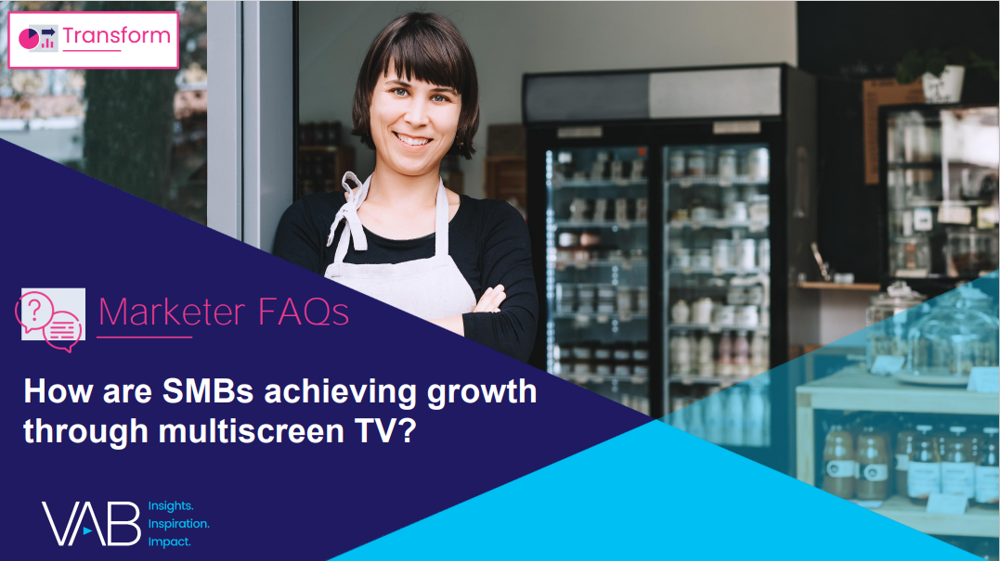 Transform
Marketer FAQs
How are SMBs achieving growth
through multiscreen TV?
VAB
Insights.
Inspiration.
Impact.